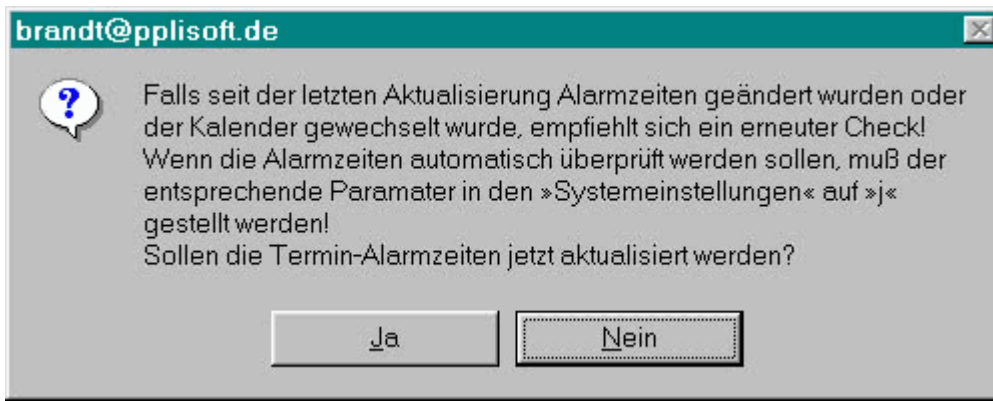 brandt@pplisoft.de
Falls seit der letzten Aktualisierung Alarmzeiten geändert wurden oder
der Kalender gewechselt wurde, empfiehlt sich ein erneuter Check!
Wenn die Alarmzeiten automatisch überprüft werden sollen, muß der
entsprechende Paramater in den »Systemeinstellungen« auf »j«
gestellt werden!
Sollen die Termin-Alarmzeiten jetzt aktualisiert werden?
Ja
Nein